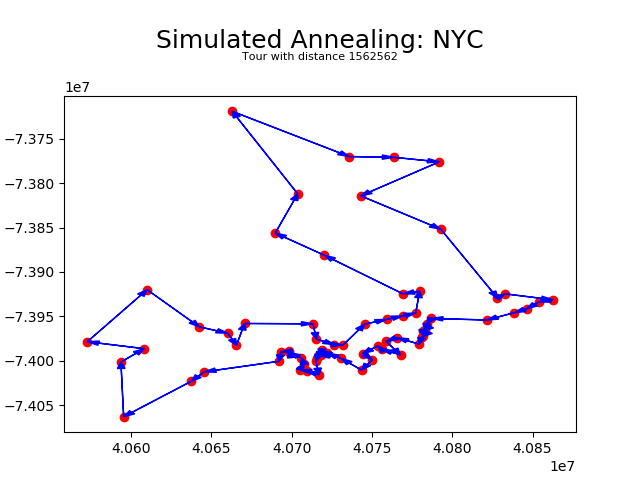 Simulated Annealing: NYC
Tour with distance 1562562
1e7
−7.375
−7.380
−7.385
−7.390
−7.395
−7.400
−7.405
4.060 4.065 4.070 4.075 4.080 4.085
1e7